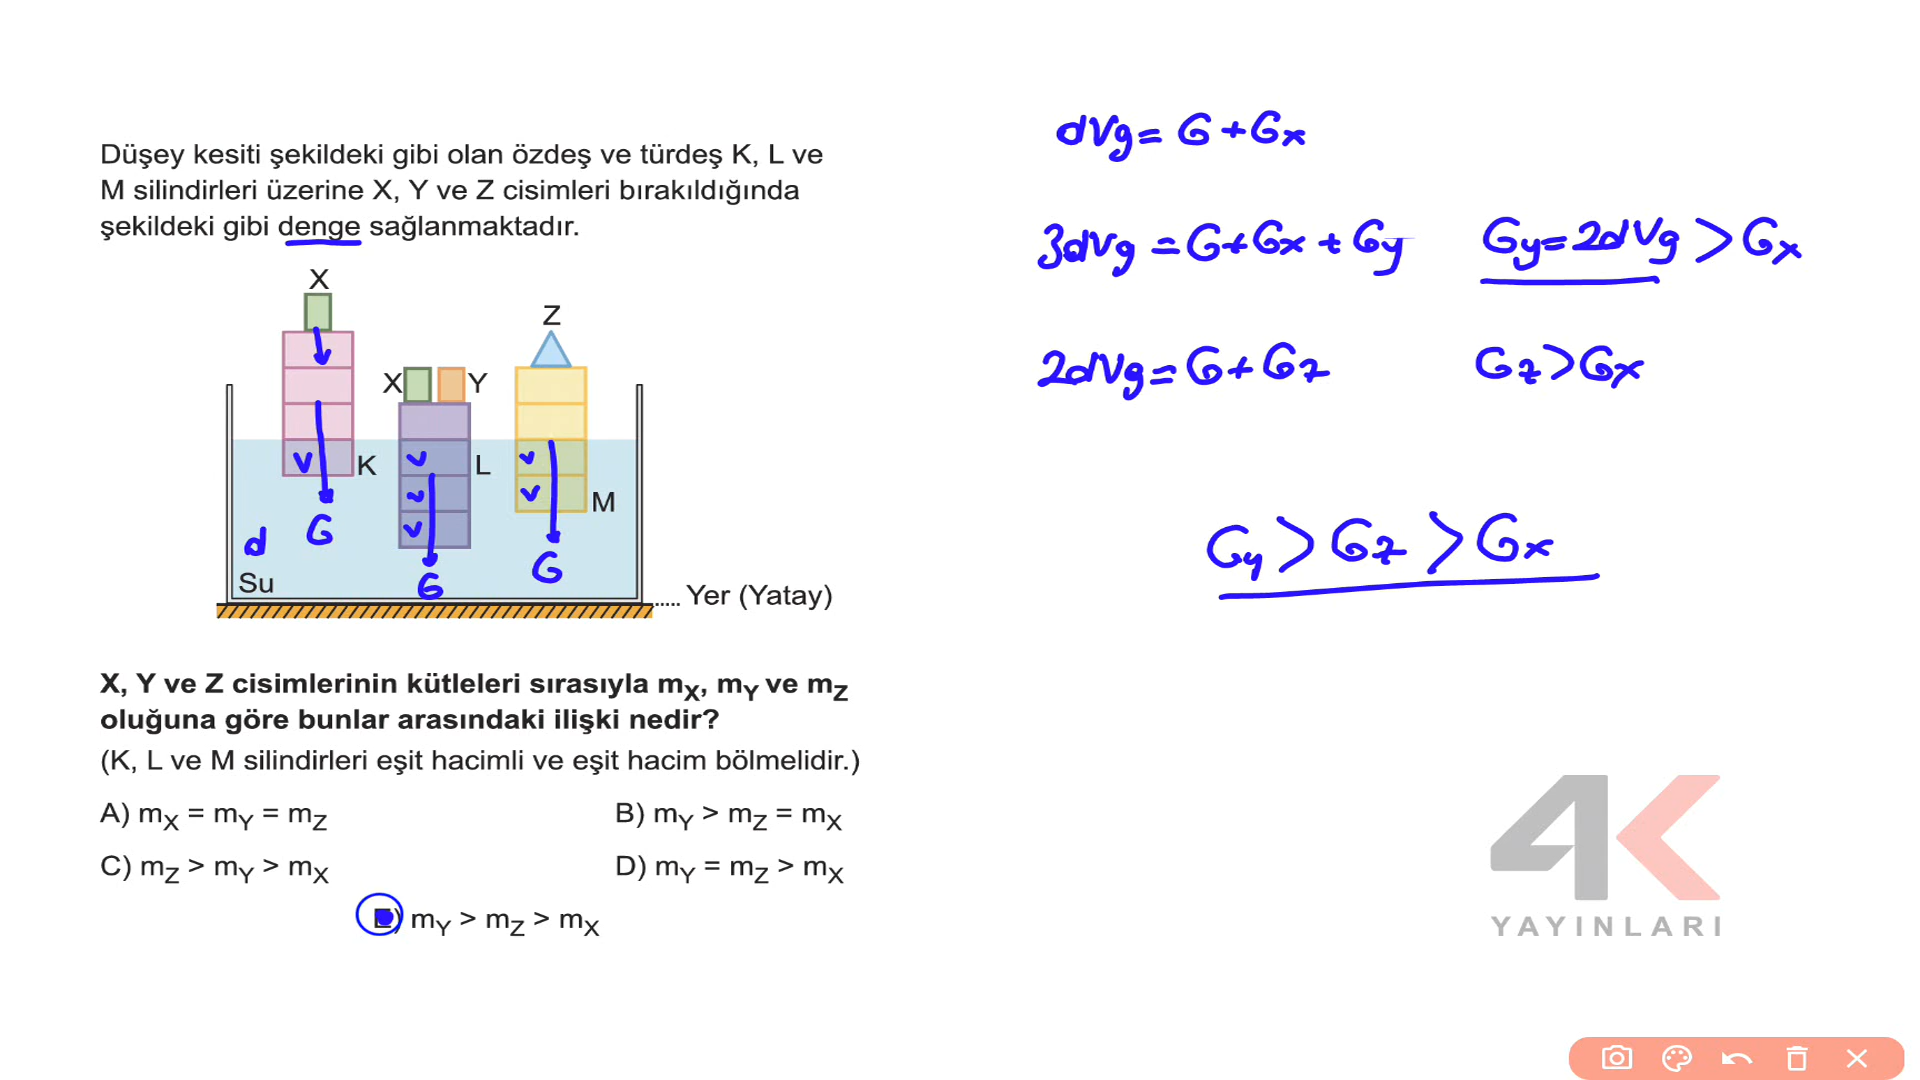 Düşey kesiti şekildeki gibi olan özdeş ve türdeş K, L ve
M silindirleri üzerine X, Y ve Z cisimleri bırakıldığında
şekildeki gibi denge sağlanmaktadır.
X
Z
X Y
V K
V L
V
V
V
V M
d
G
G
G
Su
..... Yer (Yatay)
X, Y ve Z cisimlerinin kütleleri sırasıyla mX, mY ve mZ
oluğuna göre bunlar arasındaki ilişki nedir?
(K, L ve M silindirleri eşit hacimli ve eşit hacim bölmelidir.)
A) mX = mY = mZ
B) mY > mZ = mX
C) mZ > mY > mX
D) mY = mZ > mX
E) mY > mZ > mX
dVg = G + Gx
3dVg = G + Gx + Gy
Gy = 2dVg > Gx
2dVg = G + Gz
Gz > Gx
Gy > Gz > Gx
4K
YAYINLARI